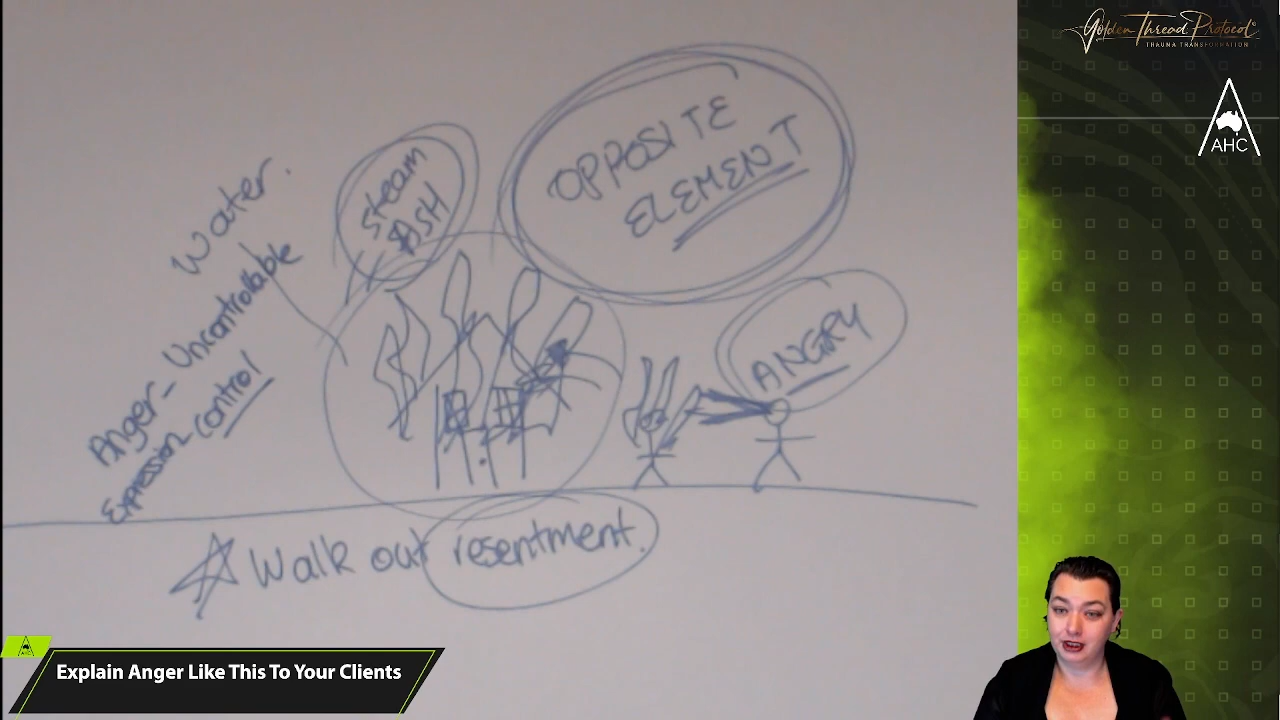 Golden Thread Protocol
TRAUMA TRANSFORMATION
AHC
OPPOSITE
ELEMENT
Steam
ASH
Water.
Anger - Uncontrollable
Expression control
ANGRY
Walk out resentment.
Explain Anger Like This To Your Clients